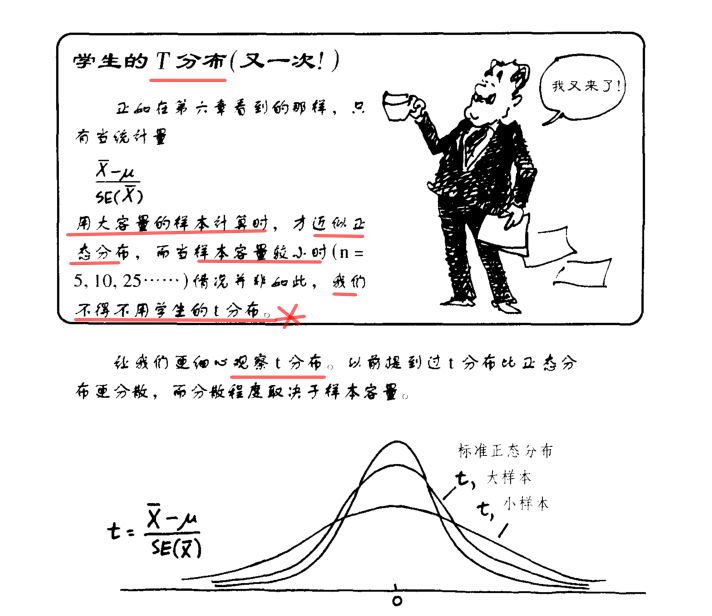 学生的T分布(又一次!)
我又来了!
正如在第六章看到的那样，只
有当统计量
X̄-μ
SE(X̄)
用大容量的样本计算时，才近似正
态分布，而当样本容量较小时(n =
5, 10, 25……)情况并非如此，我们
不得不用学生的t分布。
让我们更细心观察t分布。以前提到过t分布比正态分
布更分散，而分散程度取决于样本容量。
标准正态分布
t, 大样本
t, 小样本
t = X̄-μ
SE(X̄)
0